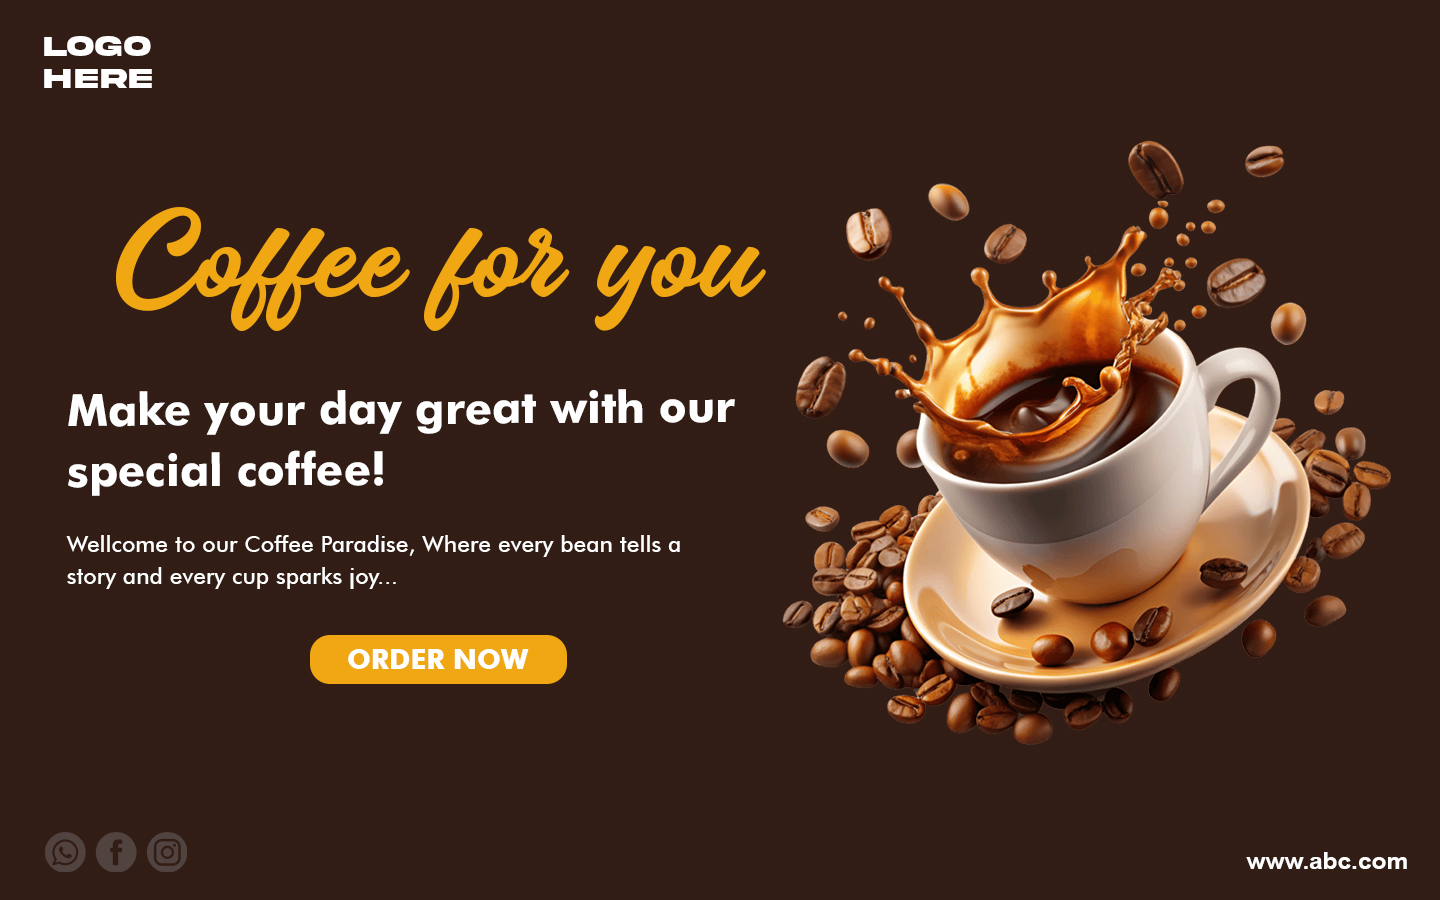 LOGO
HERE
Coffee for you
Make your day great with our
special coffee!
Wellcome to our Coffee Paradise, Where every bean tells a
story and every cup sparks joy...
ORDER NOW
www.abc.com